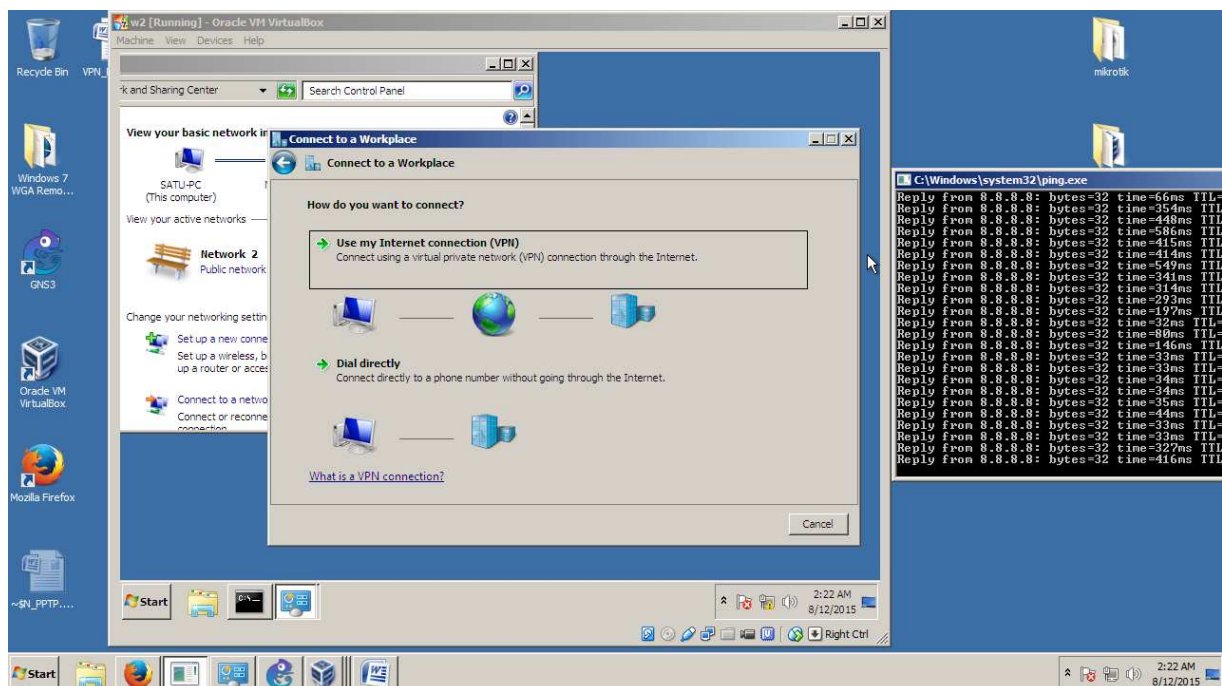 Recycle Bin
VPN_
Windows 7
WGA Remo...
GNS3
Oracle VM
VirtualBox
Mozilla Firefox
~$N_PPTP....
w2 [Running] - Oracle VM VirtualBox
Machine View Devices Help
rk and Sharing Center
Search Control Panel
View your basic network in
SATU-PC
(This computer)
View your active networks
Network 2
Public network
Change your networking settin
Set up a new conne
Set up a wireless, b
up a router or acces
Connect to a netwo
Connect or reconne
connection
Connect to a Workplace
Connect to a Workplace
How do you want to connect?
Use my Internet connection (VPN)
Connect using a virtual private network (VPN) connection through the Internet.
Dial directly
Connect directly to a phone number without going through the Internet.
What is a VPN connection?
Cancel
Start
C:\
2:22 AM
8/12/2015
Right Ctrl
mikrotik
C:\Windows\system32\ping.exe
Reply from 8.8.8.8: bytes=32 time=66ms TTL=
Reply from 8.8.8.8: bytes=32 time=354ms TTL
Reply from 8.8.8.8: bytes=32 time=448ms TTL
Reply from 8.8.8.8: bytes=32 time=586ms TTL
Reply from 8.8.8.8: bytes=32 time=415ms TTL
Reply from 8.8.8.8: bytes=32 time=414ms TTL
Reply from 8.8.8.8: bytes=32 time=549ms TTL
Reply from 8.8.8.8: bytes=32 time=341ms TTL
Reply from 8.8.8.8: bytes=32 time=314ms TTL
Reply from 8.8.8.8: bytes=32 time=293ms TTL
Reply from 8.8.8.8: bytes=32 time=197ms TTL
Reply from 8.8.8.8: bytes=32 time=32ms TTL=
Reply from 8.8.8.8: bytes=32 time=80ms TTL=
Reply from 8.8.8.8: bytes=32 time=146ms TTL
Reply from 8.8.8.8: bytes=32 time=33ms TTL=
Reply from 8.8.8.8: bytes=32 time=33ms TTL=
Reply from 8.8.8.8: bytes=32 time=34ms TTL=
Reply from 8.8.8.8: bytes=32 time=34ms TTL=
Reply from 8.8.8.8: bytes=32 time=35ms TTL=
Reply from 8.8.8.8: bytes=32 time=44ms TTL=
Reply from 8.8.8.8: bytes=32 time=33ms TTL=
Reply from 8.8.8.8: bytes=32 time=33ms TTL=
Reply from 8.8.8.8: bytes=32 time=327ms TTL
Reply from 8.8.8.8: bytes=32 time=416ms TTL
Start
2:22 AM
8/12/2015